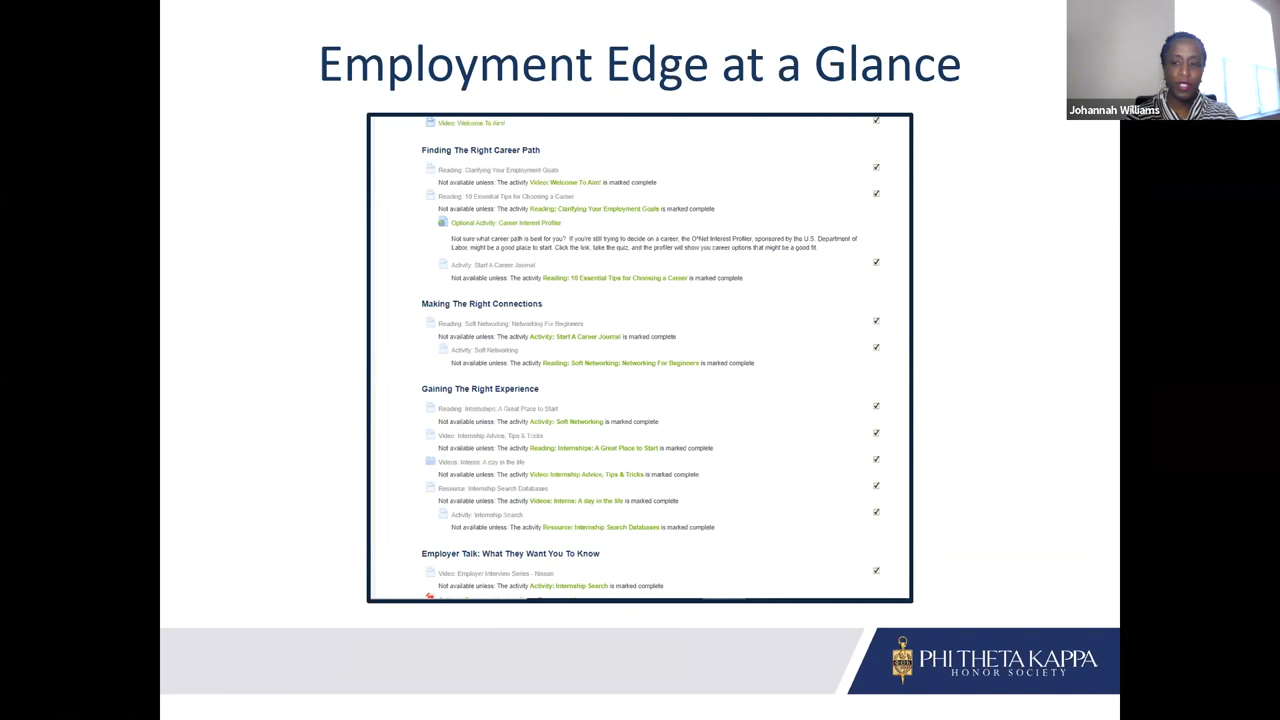 Employment Edge at a Glance
Johannah Williams
Video: Welcome To Aim!
Finding The Right Career Path
Reading: Clarifying Your Employment Goals
Not available unless: The activity Video: Welcome To Aim! is marked complete
Reading: 10 Essential Tips for Choosing a Career
Not available unless: The activity Reading: Clarifying Your Employment Goals is marked complete
Optional Activity: Career Interest Profiler
Not sure what career path is best for you? If you're still trying to decide on a career, the O*Net Interest Profiler, sponsored by the U.S. Department of
Labor, might be a good place to start. Click the link, take the quiz, and the profiler will show you career options that might be a good fit.
Activity: Start A Career Journal
Not available unless: The activity Reading: 10 Essential Tips for Choosing a Career is marked complete
Making The Right Connections
Reading: Soft Networking: Networking For Beginners
Not available unless: The activity Activity: Start A Career Journal is marked complete
Activity: Soft Networking
Not available unless: The activity Reading: Soft Networking: Networking For Beginners is marked complete
Gaining The Right Experience
Reading: Internships: A Great Place to Start
Not available unless: The activity Activity: Soft Networking is marked complete
Video: Internship Advice, Tips & Tricks
Not available unless: The activity Reading: Internships: A Great Place to Start is marked complete
Videos: Interns: A day in the life
Not available unless: The activity Video: Internship Advice, Tips & Tricks is marked complete
Resource: Internship Search Databases
Not available unless: The activity Videos: Interns: A day in the life is marked complete
Activity: Internship Search
Not available unless: The activity Resource: Internship Search Databases is marked complete
Employer Talk: What They Want You To Know
Video: Employer Interview Series - Nissan
Not available unless: The activity Activity: Internship Search is marked complete
PHI THETA KAPPA
HONOR SOCIETY